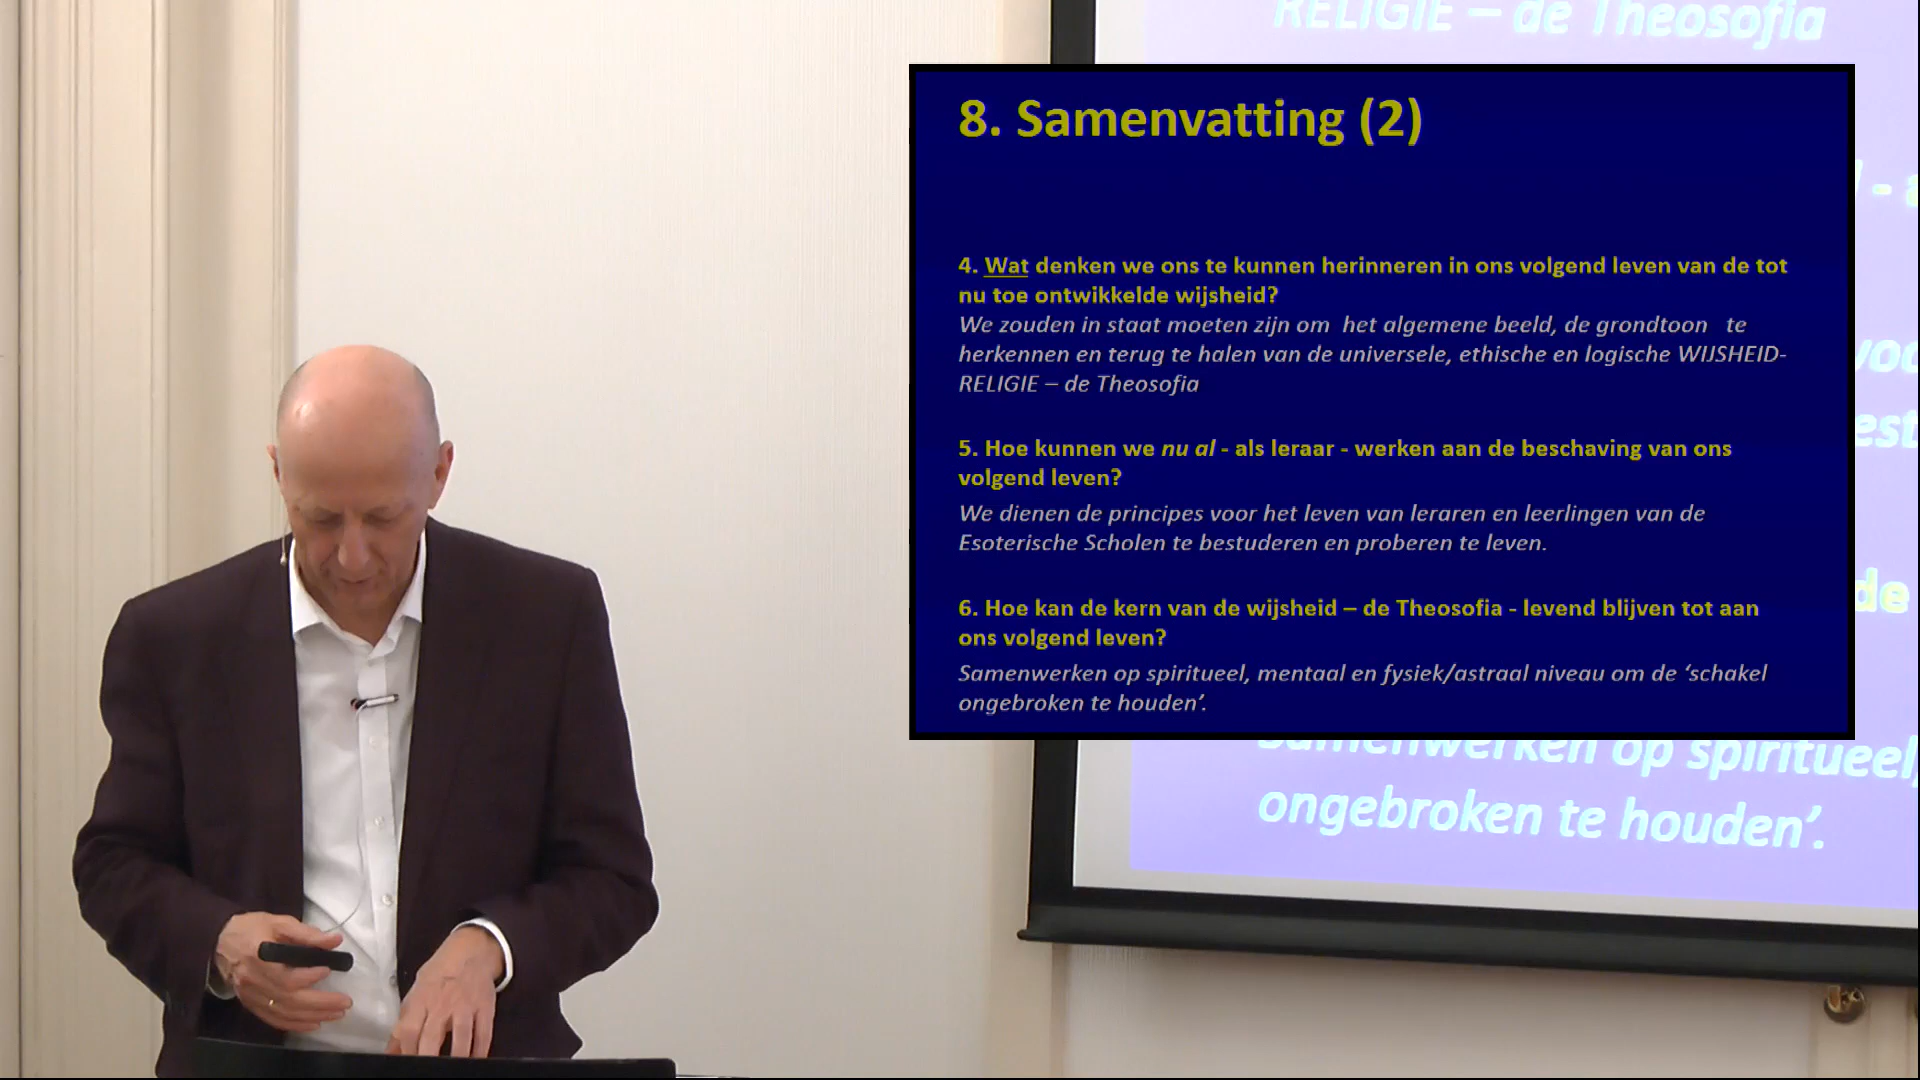 RELIGIE – de Theosofia
8. Samenvatting (2)
4. Wat denken we ons te kunnen herinneren in ons volgend leven van de tot
nu toe ontwikkelde wijsheid?
We zouden in staat moeten zijn om het algemene beeld, de grondtoon te
herkennen en terug te halen van de universele, ethische en logische WIJSHEID-
RELIGIE – de Theosofia
5. Hoe kunnen we nu al - als leraar - werken aan de beschaving van ons
volgend leven?
We dienen de principes voor het leven van leraren en leerlingen van de
Esoterische Scholen te bestuderen en proberen te leven.
6. Hoe kan de kern van de wijsheid – de Theosofia - levend blijven tot aan
ons volgend leven?
Samenwerken op spiritueel, mentaal en fysiek/astraal niveau om de ‘schakel
ongebroken te houden’.
de
Samenwerken op spiritueel,
ongebroken te houden’.